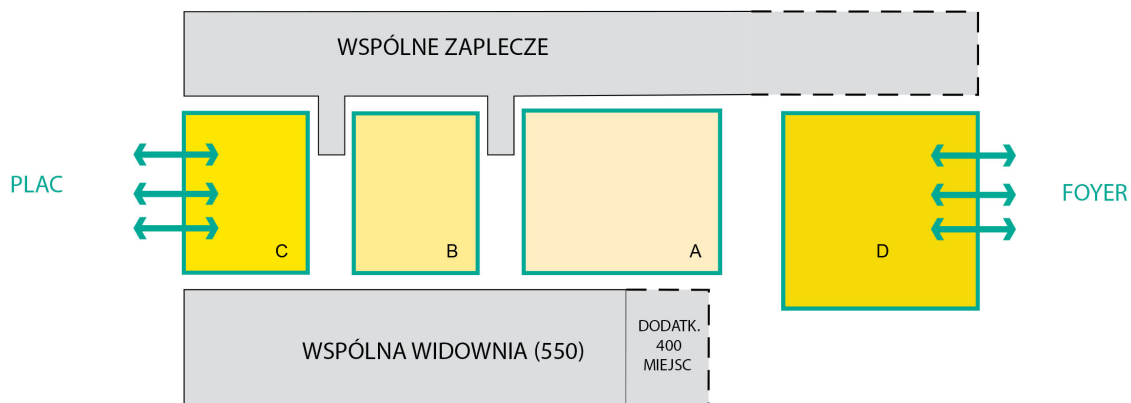 WSPÓLNE ZAPLECZE
PLAC
FOYER
C
B
A
D
WSPÓLNA WIDOWNIA (550)
DODATK.
400
MIEJSC